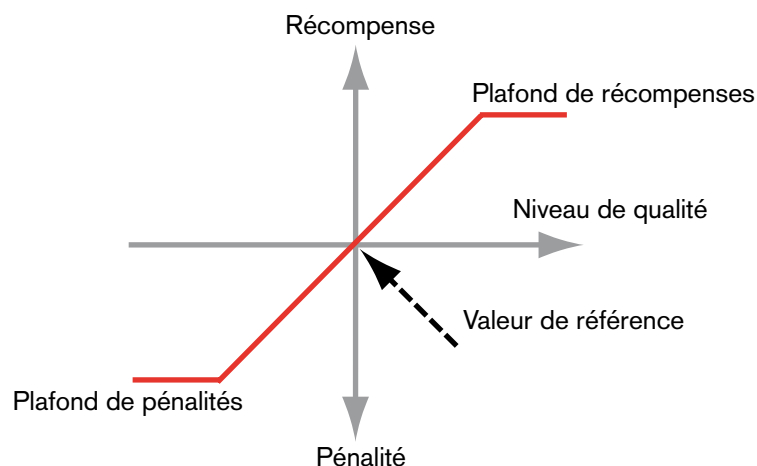 Récompense
Plafond de récompenses
Niveau de qualité
Valeur de référence
Plafond de pénalités
Pénalité